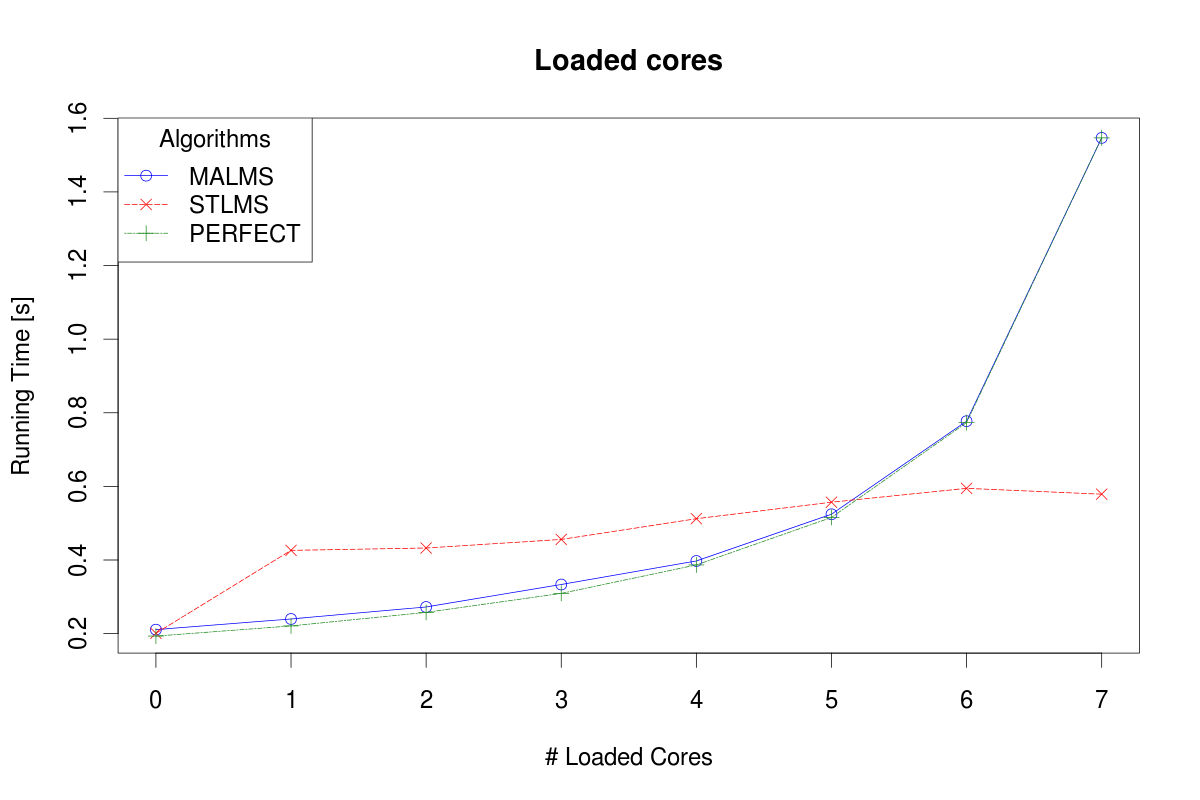 Loaded cores
Algorithms
MALMS
STLMS
PERFECT
Running Time [s]
1.6
1.4
1.2
1.0
0.8
0.6
0.4
0.2
0 1 2 3 4 5 6 7
# Loaded Cores